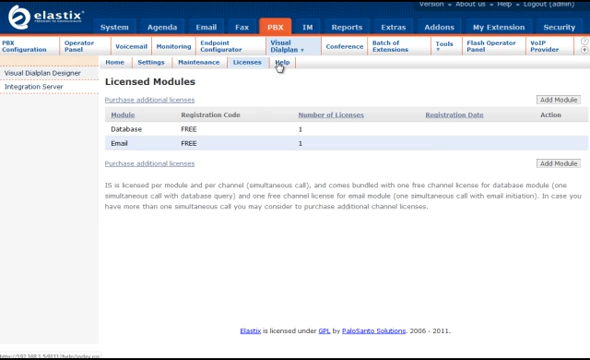 Version • About us • Help • Logout (admin)
elastix
System Agenda Email Fax PBX IM Reports Extras Addons My Extension Security
PBX Configuration Operator Panel Voicemail Monitoring Endpoint Configurator Visual Dialplan Conference Batch of Extensions Tools Flash Operator Panel VoIP Provider
Home Settings Maintenance Licenses Help
Visual Dialplan Designer
Integration Server
Licensed Modules
Purchase additional licenses Add Module
Module Registration Code Number of Licenses Registration Date Action
Database FREE 1
Email FREE 1
Purchase additional licenses Add Module
IS is licensed per module and per channel (simultaneous call), and comes bundled with one free channel license for database module (one
simultaneous call with database query) and one free channel license for email module (one simultaneous call with email initiation). In case you
have more than one simultaneous call you may consider to purchase additional channel licenses.
Elastix is licensed under GPL by PaloSanto Solutions. 2006 - 2011.